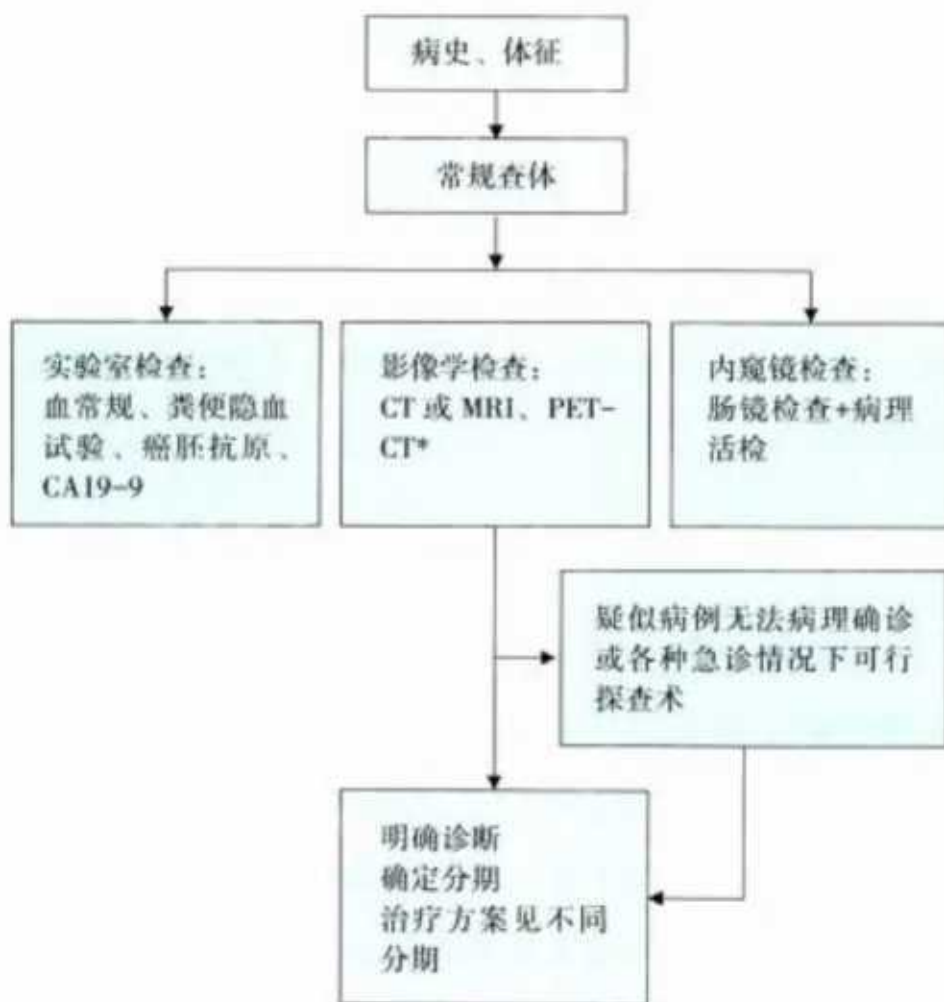 病史、体征
常规查体
实验室检查：
血常规、粪便隐血
试验、癌胚抗原、
CA19-9
影像学检查：
CT 或 MRI、PET-
CT*
内窥镜检查：
肠镜检查+病理
活检
疑似病例无法病理确诊
或各种急诊情况下可行
探查术
明确诊断
确定分期
治疗方案见不同
分期